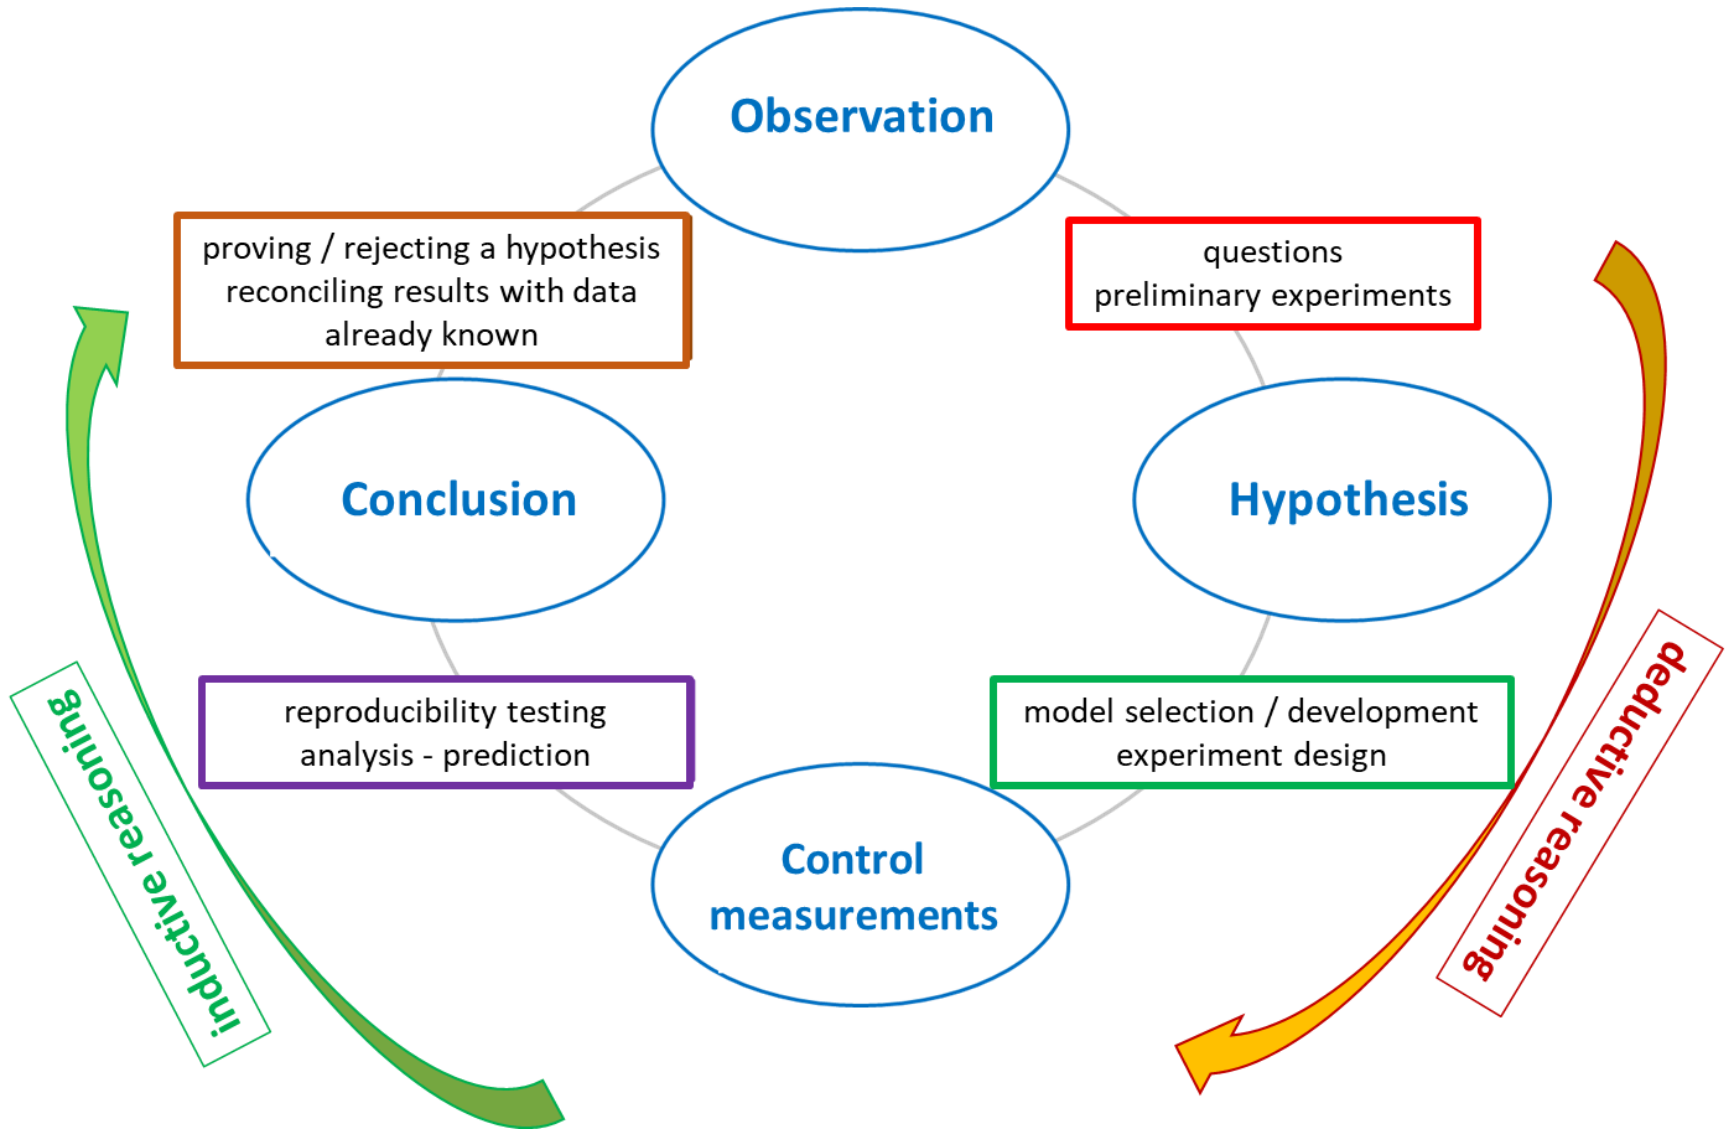 Observation
proving / rejecting a hypothesis
reconciling results with data
already known
questions
preliminary experiments
Conclusion
Hypothesis
reproducibility testing
analysis - prediction
model selection / development
experiment design
Control
measurements
inductive reasoning
deductive reasoning